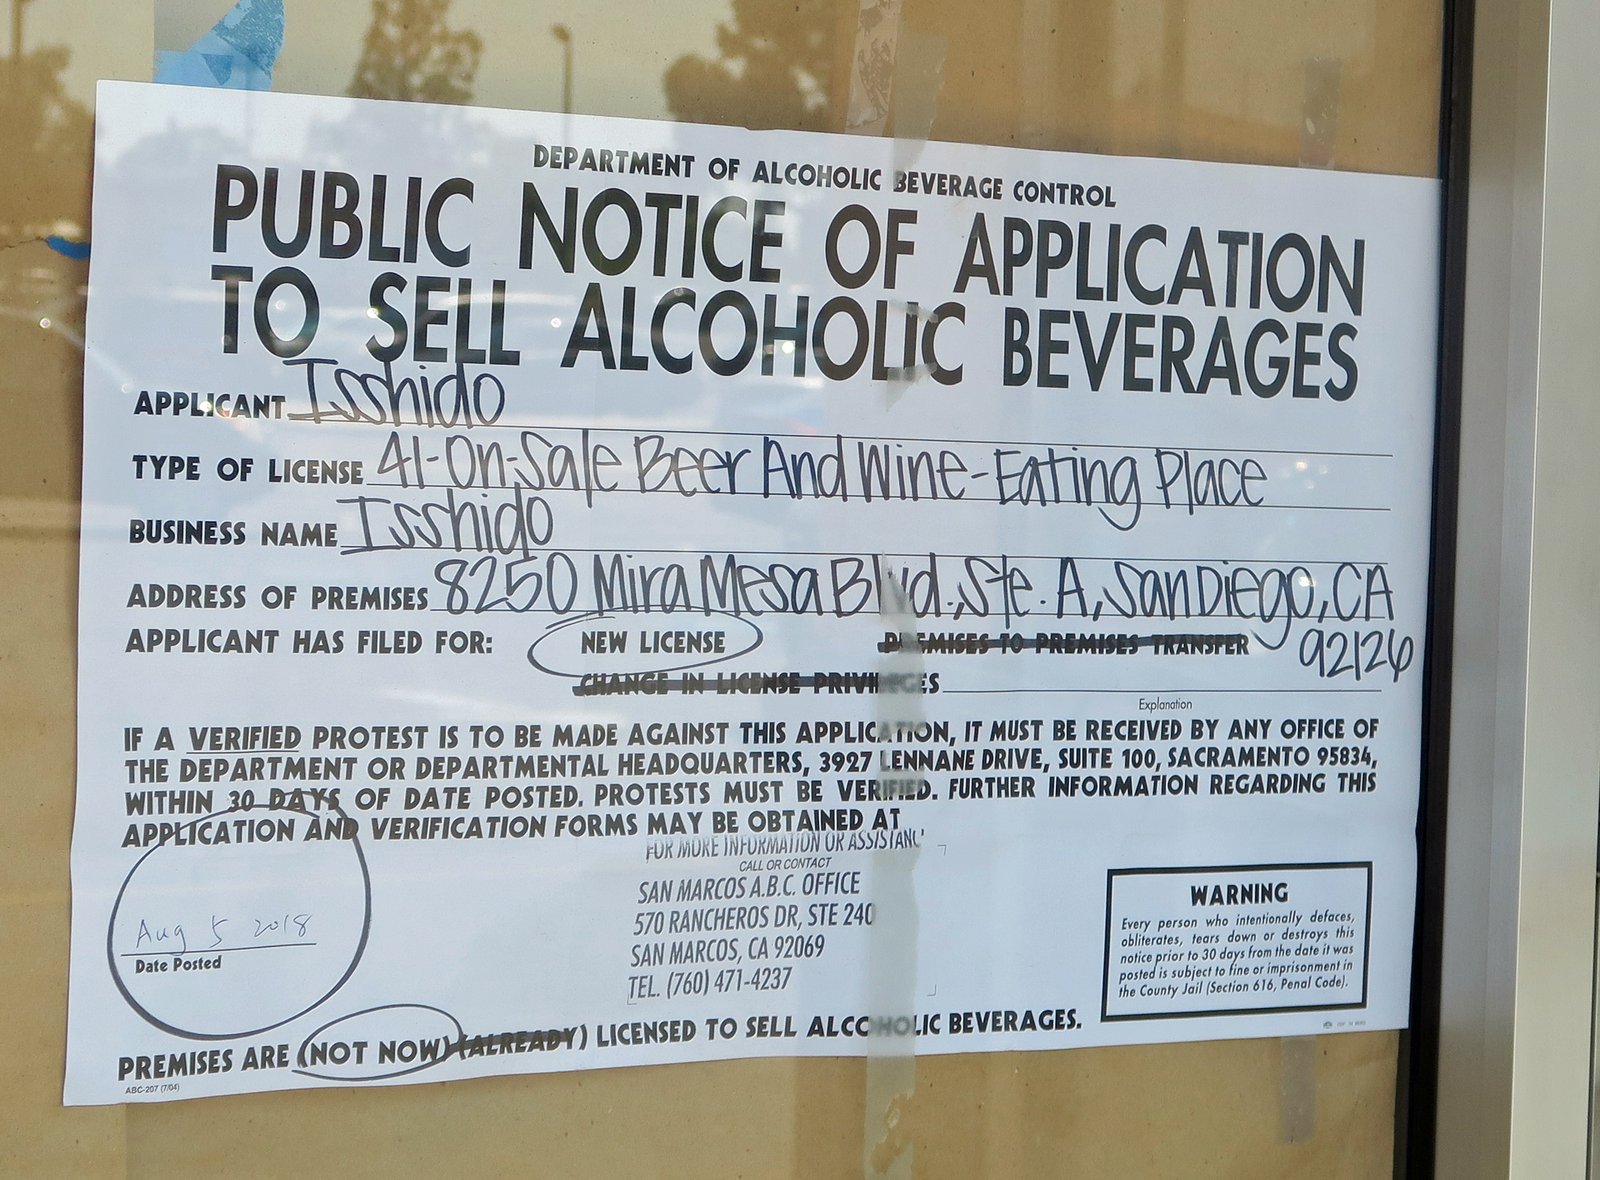 DEPARTMENT OF ALCOHOLIC BEVERAGE CONTROL
PUBLIC NOTICE OF APPLICATION
TO SELL ALCOHOLIC BEVERAGES
APPLICANT Isshido
TYPE OF LICENSE 41-On-Sale Beer And Wine-Eating Place
BUSINESS NAME Isshido
ADDRESS OF PREMISES 8250 Mira Mesa Blvd., Ste. A, San Diego, CA
92126
APPLICANT HAS FILED FOR: NEW LICENSE PREMISES TO PREMISES TRANSFER
CHANGE IN LICENSE PRIVILEGES
Explanation
IF A VERIFIED PROTEST IS TO BE MADE AGAINST THIS APPLICATION, IT MUST BE RECEIVED BY ANY OFFICE OF
THE DEPARTMENT OR DEPARTMENTAL HEADQUARTERS, 3927 LENNANE DRIVE, SUITE 100, SACRAMENTO 95834,
WITHIN 30 DAYS OF DATE POSTED. PROTESTS MUST BE VERIFIED. FURTHER INFORMATION REGARDING THIS
APPLICATION AND VERIFICATION FORMS MAY BE OBTAINED AT
FOR MORE INFORMATION OR ASSISTANC
CALL OR CONTACT
SAN MARCOS A.B.C. OFFICE
570 RANCHEROS DR, STE 240
SAN MARCOS, CA 92069
TEL. (760) 471-4237
Aug 5 2018
Date Posted
WARNING
Every person who intentionally defaces,
obliterates, tears down or destroys this
notice prior to 30 days from the date it was
posted is subject to fine or imprisonment in
the County Jail (Section 616, Penal Code).
PREMISES ARE (NOT NOW) (ALREADY) LICENSED TO SELL ALCOHOLIC BEVERAGES.
ABC-207 (7/04)